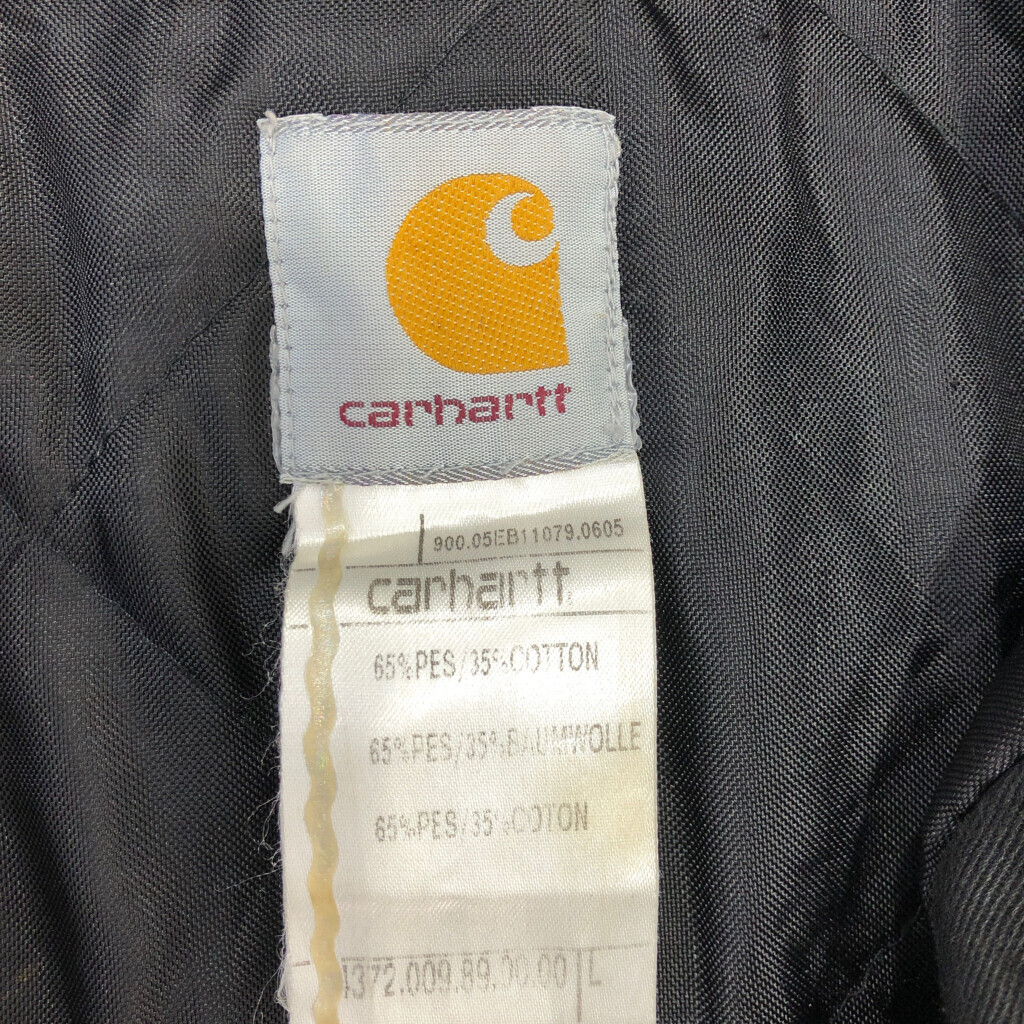 carhartt
900.05EB11079.0605
carhartt
65%PES/35%COTTON
65%PES/35%BAUMWOLLE
65%PES/35%COTON
4372.009.89.00.00 L